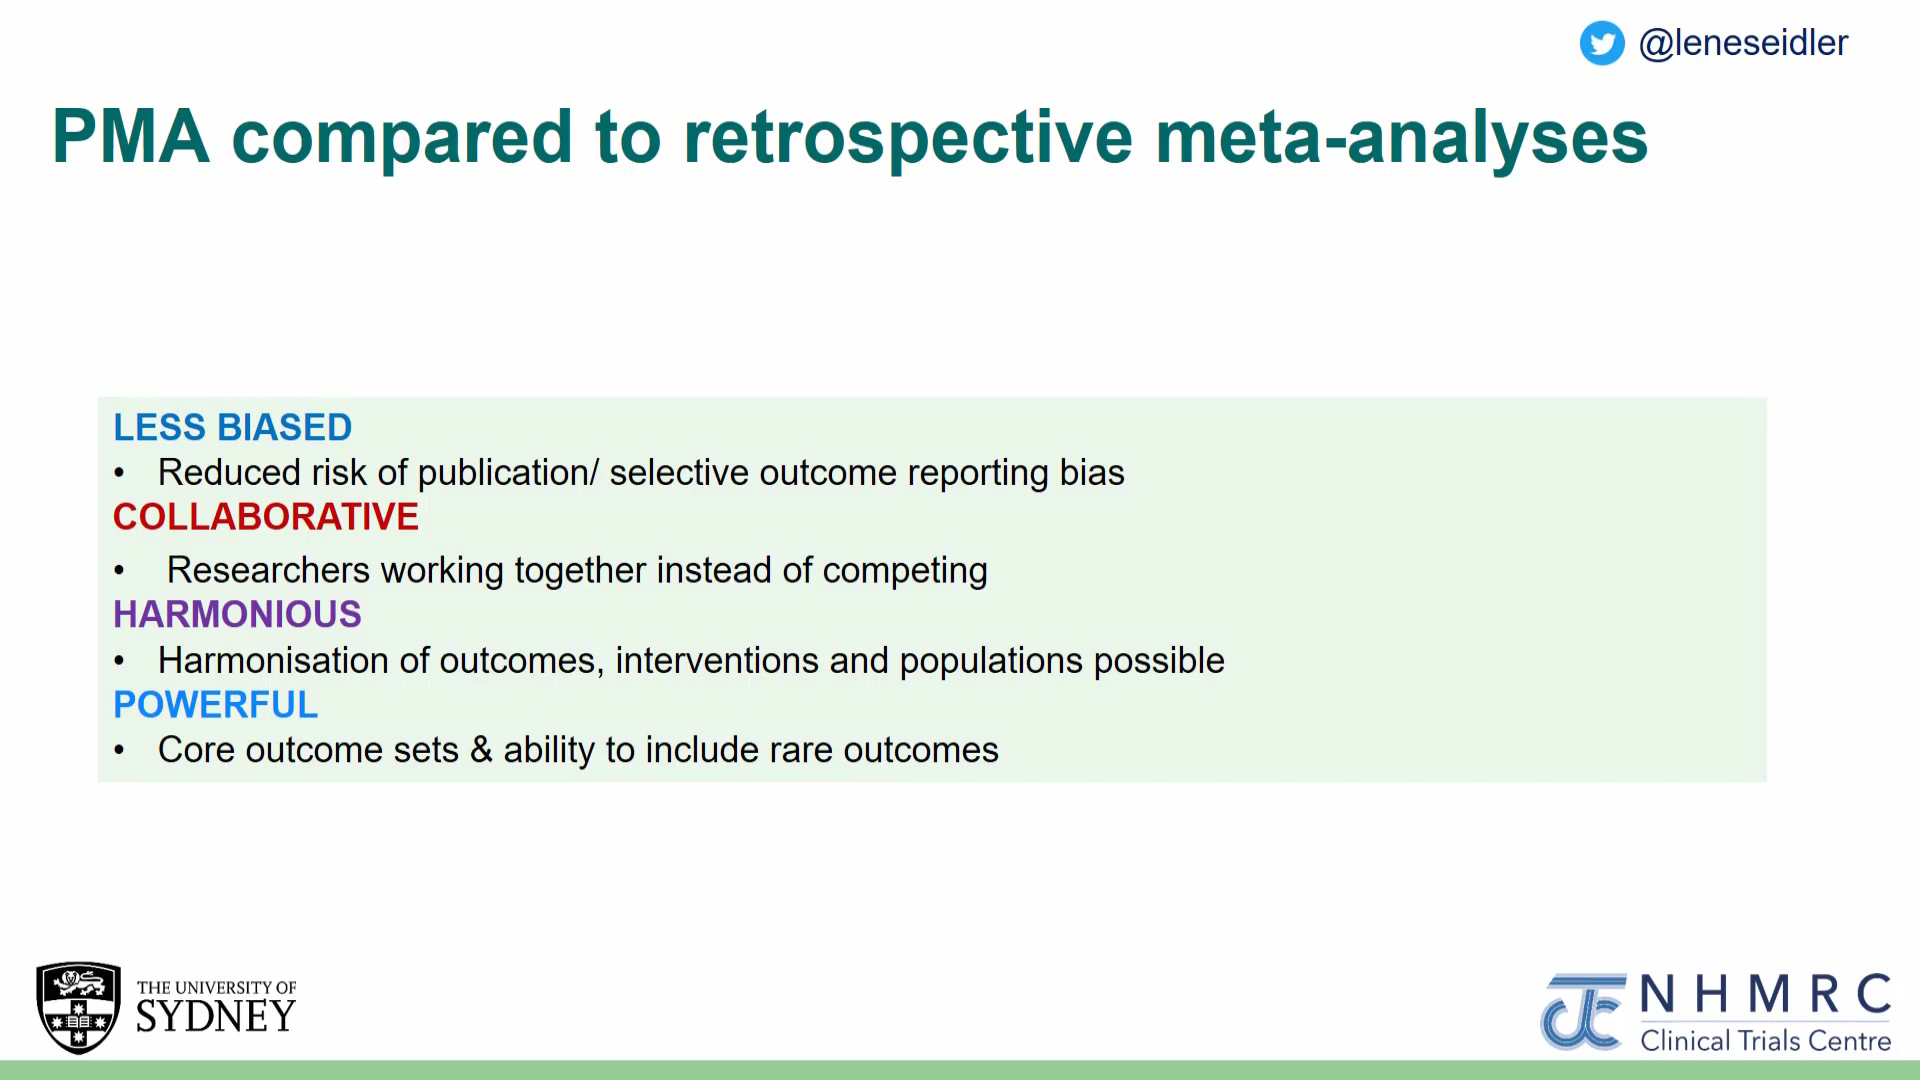 @leneseidler
PMA compared to retrospective meta-analyses
LESS BIASED
• Reduced risk of publication/ selective outcome reporting bias
COLLABORATIVE
• Researchers working together instead of competing
HARMONIOUS
• Harmonisation of outcomes, interventions and populations possible
POWERFUL
• Core outcome sets & ability to include rare outcomes
THE UNIVERSITY OF
SYDNEY
NHMRC
Clinical Trials Centre